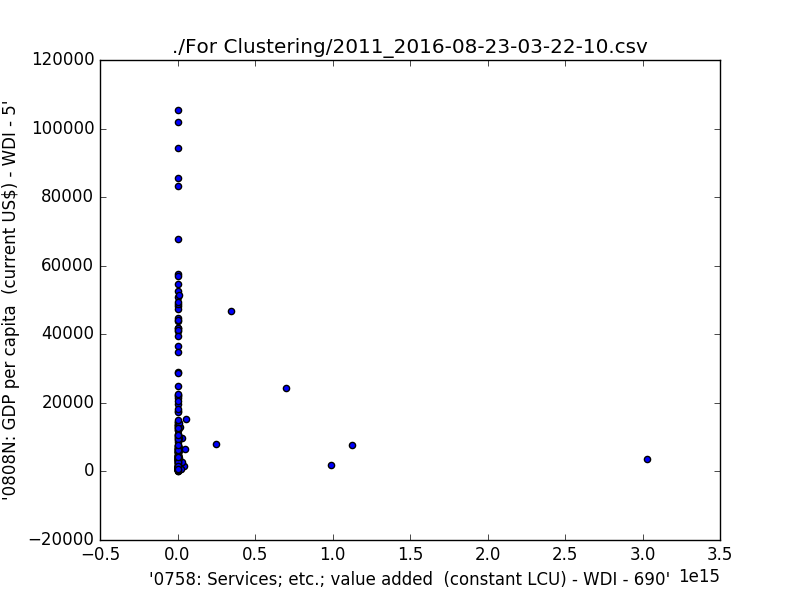 ./For Clustering/2011_2016-08-23-03-22-10.csv
'0808N: GDP per capita  (current US$) - WDI - 5'
120000
100000
80000
60000
40000
20000
0
−20000
−0.5 0.0 0.5 1.0 1.5 2.0 2.5 3.0 3.5
'0758: Services; etc.; value added  (constant LCU) - WDI - 690' 1e15